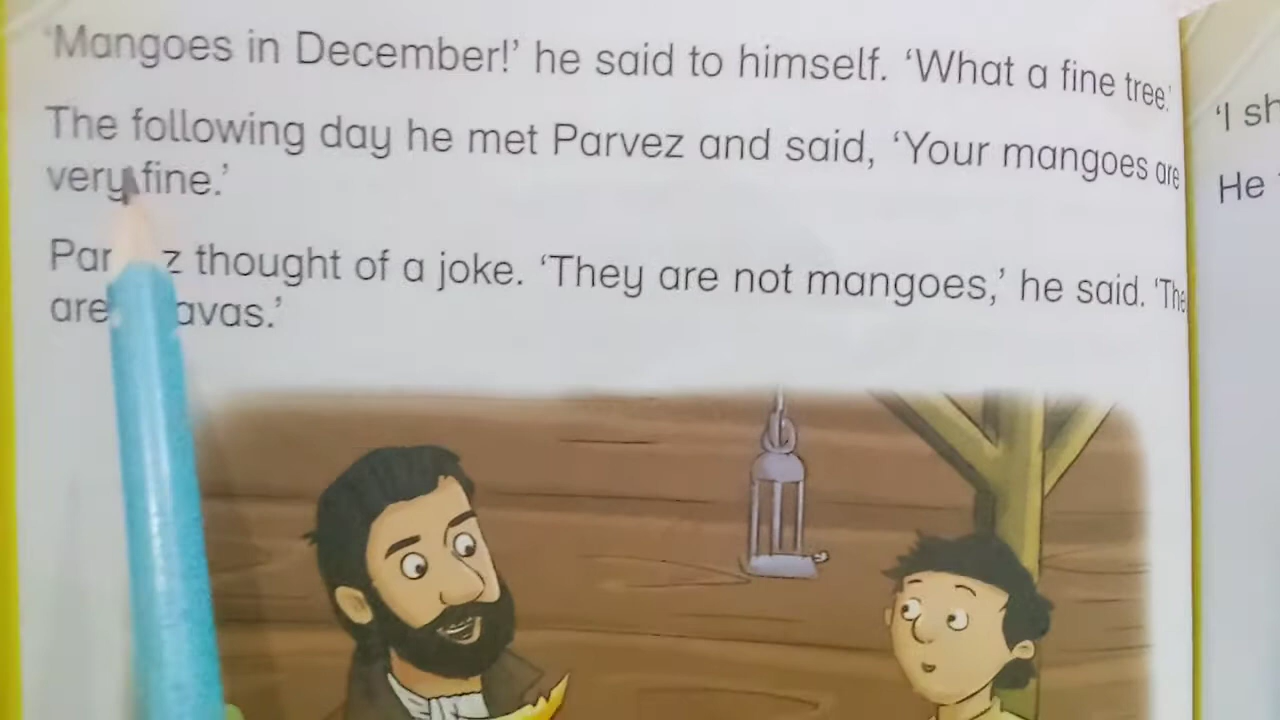 'Mangoes in December!' he said to himself. 'What a fine tree.'
The following day he met Parvez and said, 'Your mangoes are
very fine.'
thought of a joke. 'They are not mangoes,' he said. 'The
are
'I sh
He